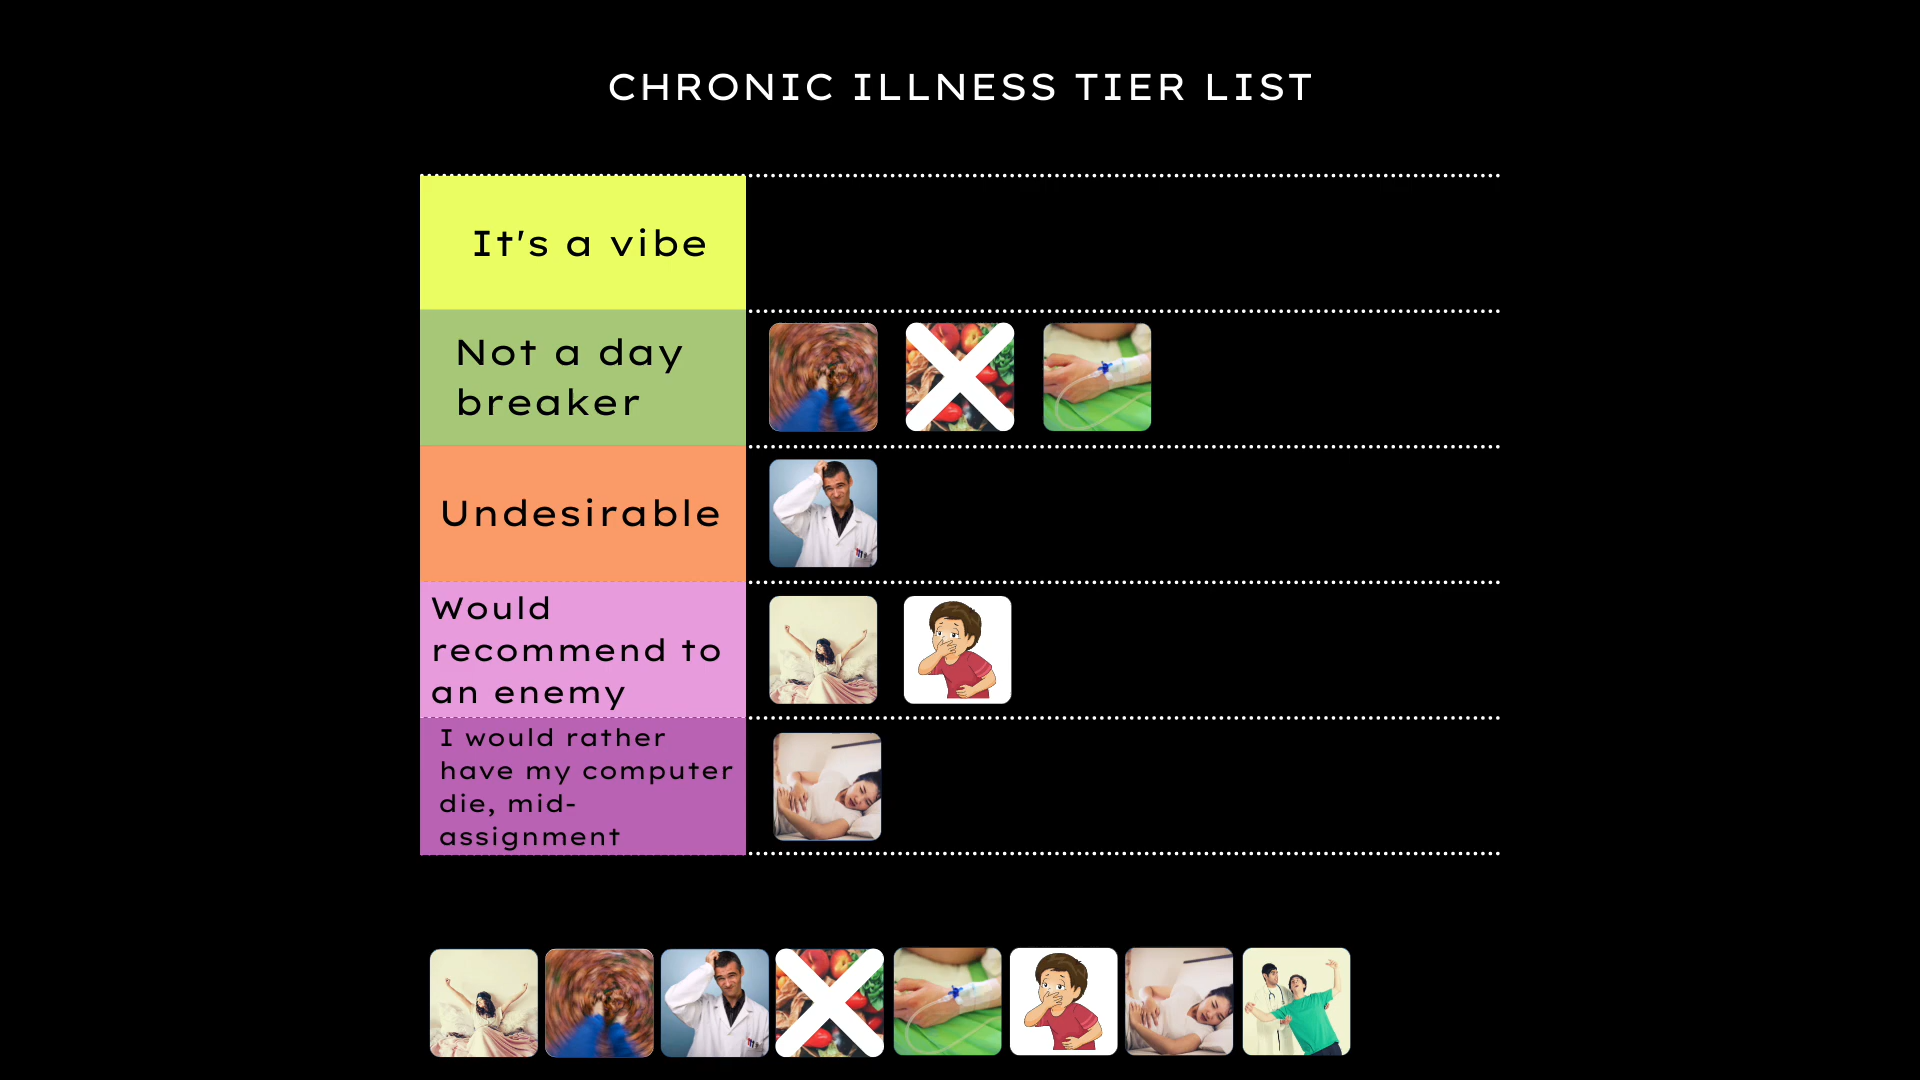 CHRONIC ILLNESS TIER LIST
It's a vibe
Not a day
breaker
Undesirable
Would
recommend to
an enemy
I would rather
have my computer
die, mid-
assignment